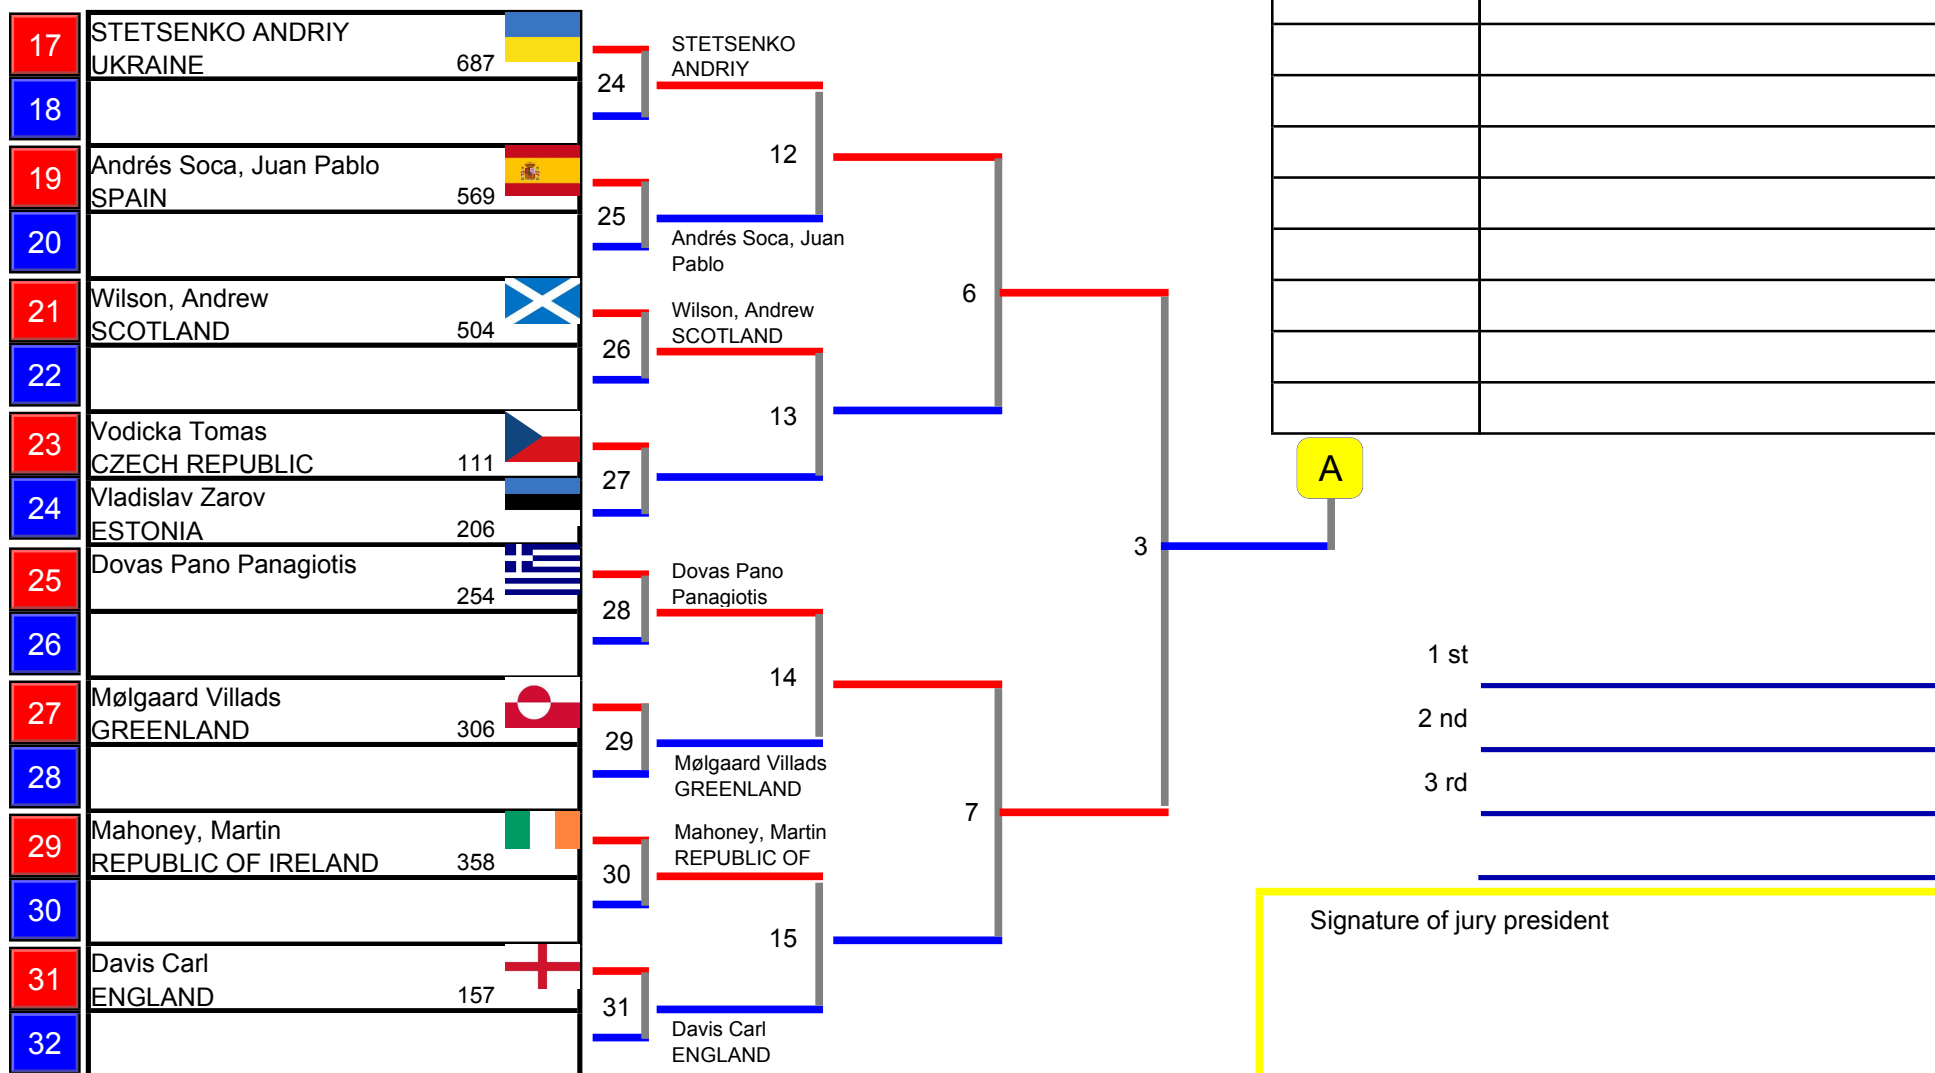 17
STETSENKO ANDRIY
UKRAINE 687
18
19
Andrés Soca, Juan Pablo
SPAIN 569
20
21
Wilson, Andrew
SCOTLAND 504
22
23
Vodicka Tomas
CZECH REPUBLIC 111
24
Vladislav Zarov
ESTONIA 206
25
Dovas Pano Panagiotis
254
26
27
Mølgaard Villads
GREENLAND 306
28
29
Mahoney, Martin
REPUBLIC OF IRELAND 358
30
31
Davis Carl
ENGLAND 157
32
24
25
26
27
28
29
30
31
STETSENKO
ANDRIY
12
Andrés Soca, Juan
Pablo
Wilson, Andrew
SCOTLAND
13
Dovas Pano
Panagiotis
14
Mølgaard Villads
GREENLAND
Mahoney, Martin
REPUBLIC OF
15
Davis Carl
ENGLAND
6
7
3
A
1 st
2 nd
3 rd
Signature of jury president